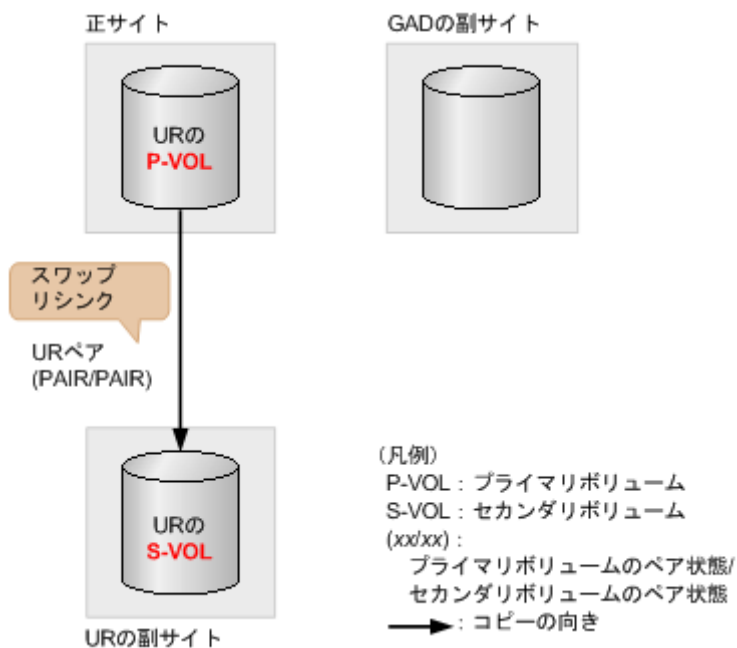 正サイト
GADの副サイト
URの
P-VOL
スワップ
リシンク
URペア
(PAIR/PAIR)
URの
S-VOL
URの副サイト
(凡例)
P-VOL：プライマリボリューム
S-VOL：セカンダリボリューム
(xx/xx)：
プライマリボリュームのペア状態/
セカンダリボリュームのペア状態
：コピーの向き